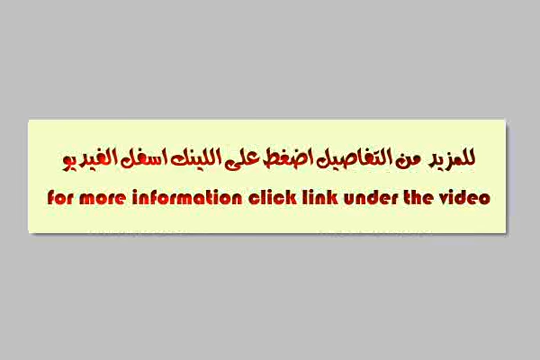 للمزيد من التفاصيل اضغط على اللينك اسفل الفيديو
for more information click link under the video